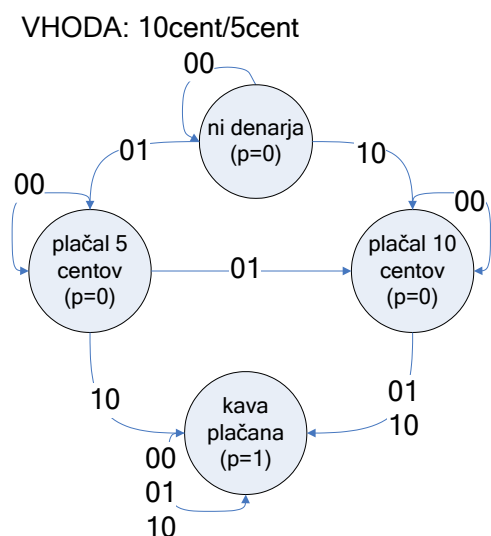 VHODA: 10cent/5cent
00
ni denarja
(p=0)
01
10
00
00
plačal 5
centov
(p=0)
plačal 10
centov
(p=0)
01
10
01
10
kava
plačana
(p=1)
00
01
10